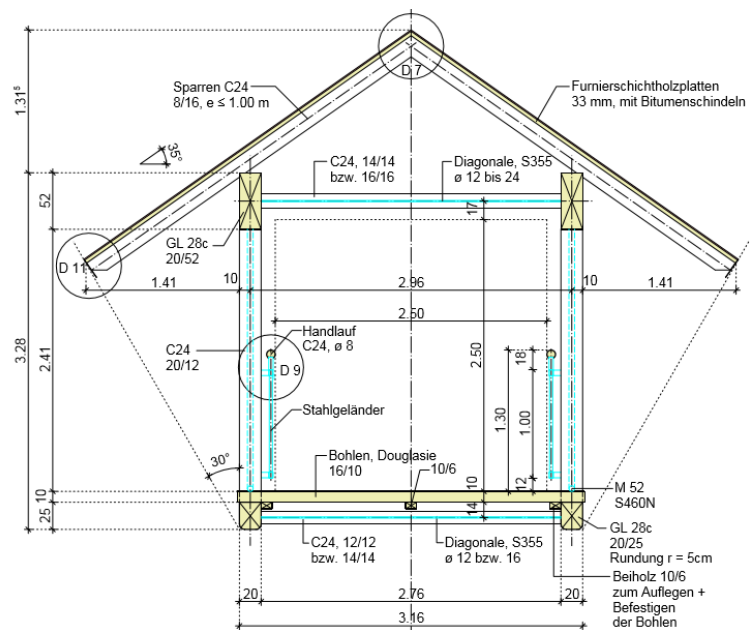 D 7
Sparren C24
8/16, e ≤ 1.00 m
Furnierschichtholzplatten
33 mm, mit Bitumenschindeln
1.31⁵
35°
C24, 14/14
bzw. 16/16
Diagonale, S355
ø 12 bis 24
52
17
GL 28c
20/52
D 11
1.41
10
2.96
10
1.41
2.50
3.28
2.41
C24
20/12
Handlauf
C24, ø 8
D 9
2.50
1.30
18
1.00
Stahlgeländer
30°
Bohlen, Douglasie
16/10
10/6
10
12
M 52
S460N
10
25
14
C24, 12/12
bzw. 14/14
Diagonale, S355
ø 12 bzw. 16
GL 28c
20/25
Rundung r = 5cm
Beiholz 10/6
zum Auflegen +
Befestigen
der Bohlen
20
2.76
20
3.16